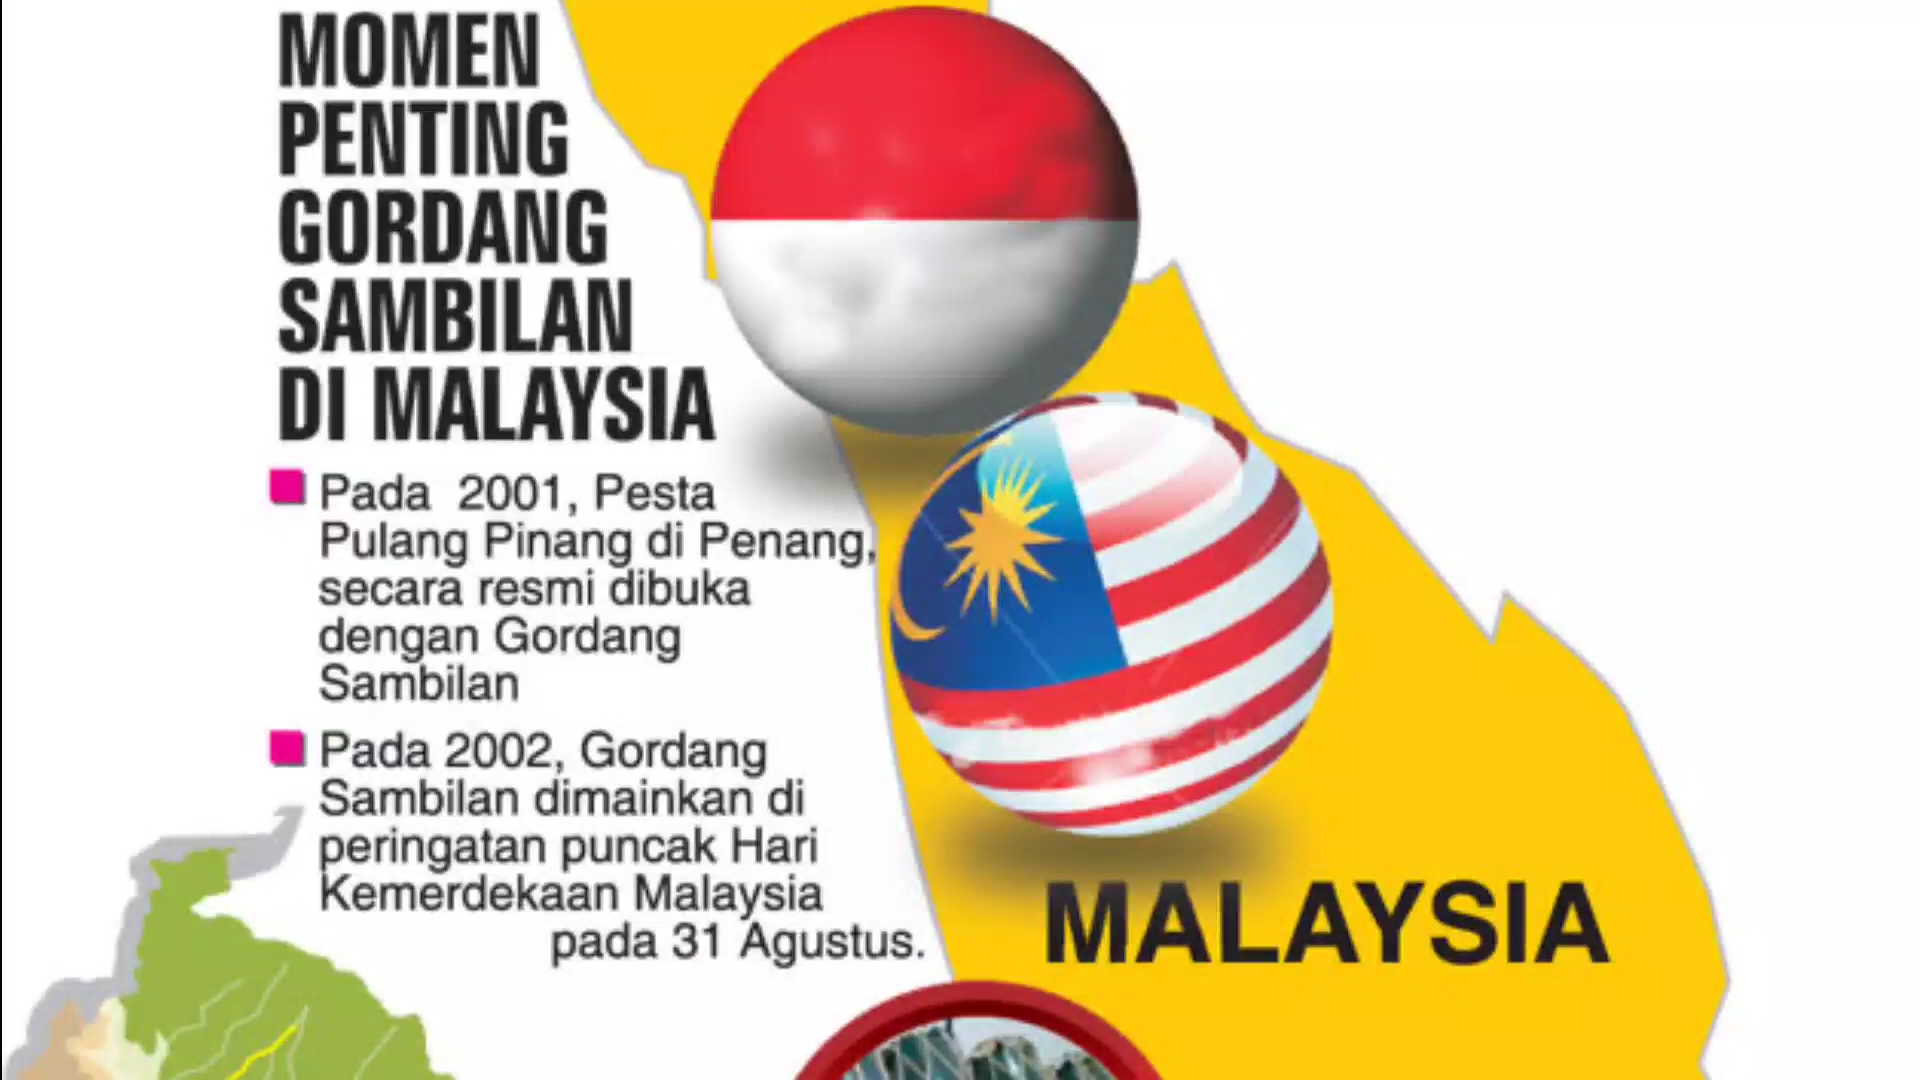 MOMEN
PENTING
GORDANG
SAMBILAN
DI MALAYSIA
Pada 2001, Pesta
Pulang Pinang di Penang,
secara resmi dibuka
dengan Gordang
Sambilan
Pada 2002, Gordang
Sambilan dimainkan di
peringatan puncak Hari
Kemerdekaan Malaysia
pada 31 Agustus.
MALAYSIA